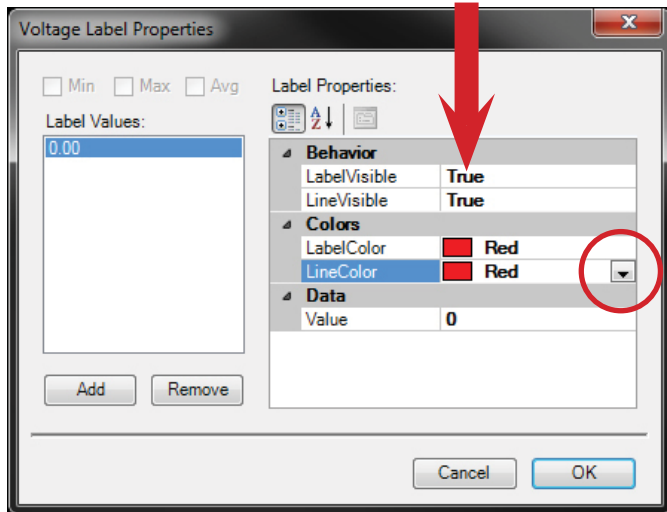 Voltage Label Properties
Min Max Avg
Label Properties:
Label Values:
0.00
Behavior
LabelVisible True
LineVisible True
Colors
LabelColor Red
LineColor Red
Data
Value 0
Add Remove
Cancel OK